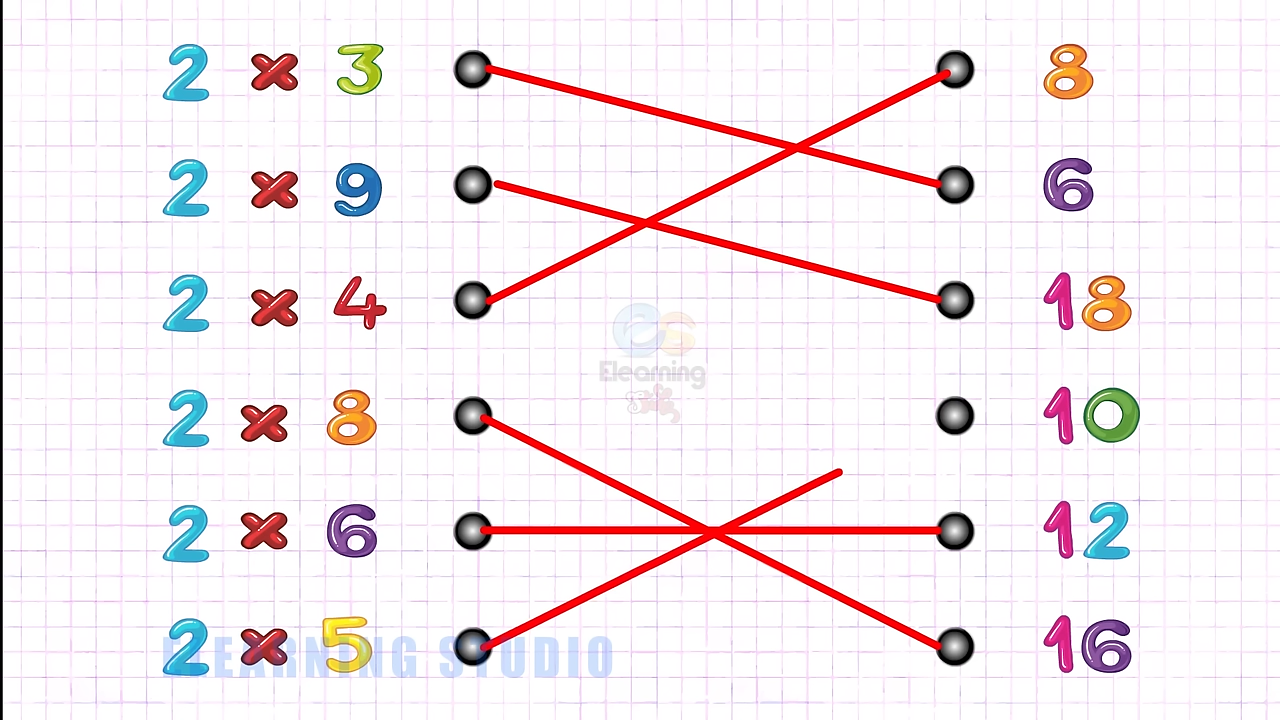 2 × 3 8
2 × 9 6
2 × 4 18
Elearning
2 × 8 10
2 × 6 12
2 × 5 16
ELEARNING STUDIO